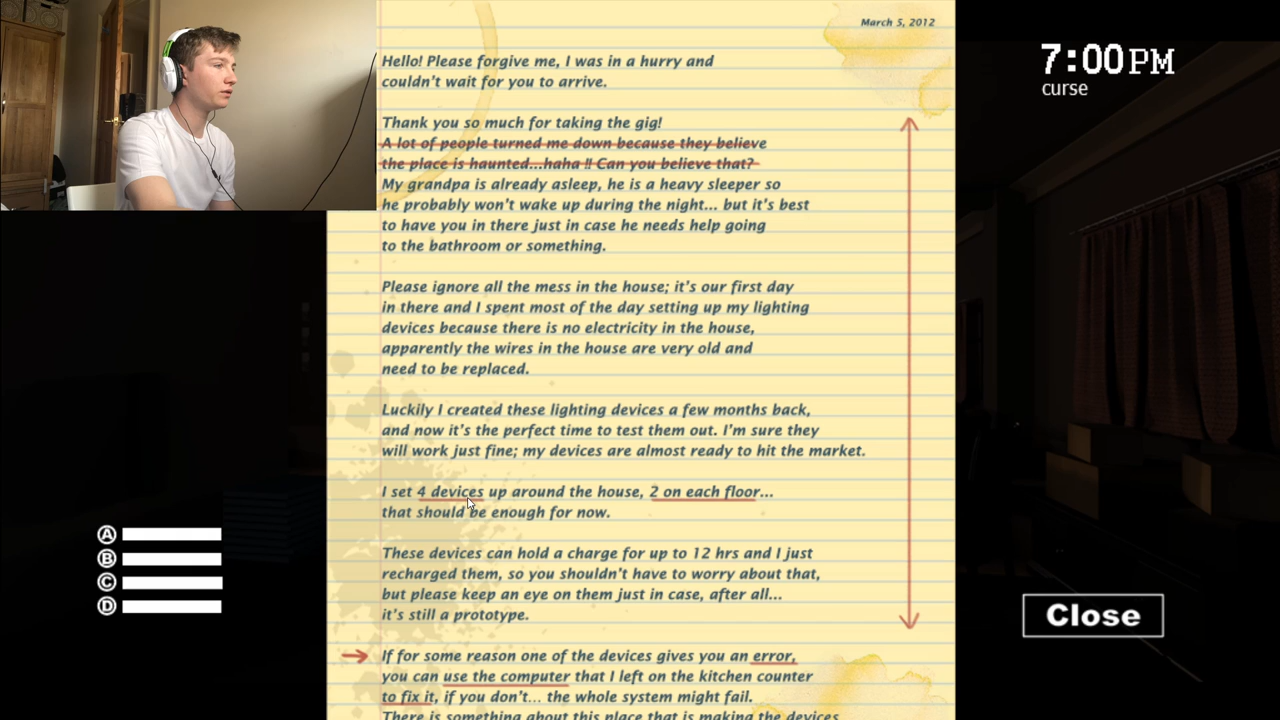 March 5, 2012
7:00 PM
curse
Hello! Please forgive me, I was in a hurry and
couldn't wait for you to arrive.
Thank you so much for taking the gig!
A lot of people turned me down because they believe
the place is haunted...haha !! Can you believe that?
My grandpa is already asleep, he is a heavy sleeper so
he probably won't wake up during the night... but it's best
to have you in there just in case he needs help going
to the bathroom or something.
Please ignore all the mess in the house; it's our first day
in there and I spent most of the day setting up my lighting
devices because there is no electricity in the house,
apparently the wires in the house are very old and
need to be replaced.
Luckily I created these lighting devices a few months back,
and now it's the perfect time to test them out. I'm sure they
will work just fine; my devices are almost ready to hit the market.
I set 4 devices up around the house, 2 on each floor...
that should be enough for now.
These devices can hold a charge for up to 12 hrs and I just
recharged them, so you shouldn't have to worry about that,
but please keep an eye on them just in case, after all...
it's still a prototype.
If for some reason one of the devices gives you an error,
you can use the computer that I left on the kitchen counter
to fix it, if you don't... the whole system might fail.
There is something about this place that is making the devices
A
B
C
D
Close